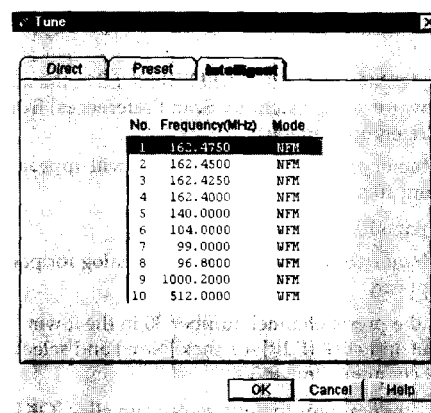 Tune
Direct Preset Intelligent
No. Frequency(MHz) Mode
1 162.4750 NFM
2 162.4500 NFM
3 162.4250 NFM
4 162.4000 NFM
5 140.0000 NFM
6 104.0000 WFM
7 99.0000 WFM
8 96.8000 WFM
9 1000.2000 NFM
10 512.0000 WFM
OK Cancel Help